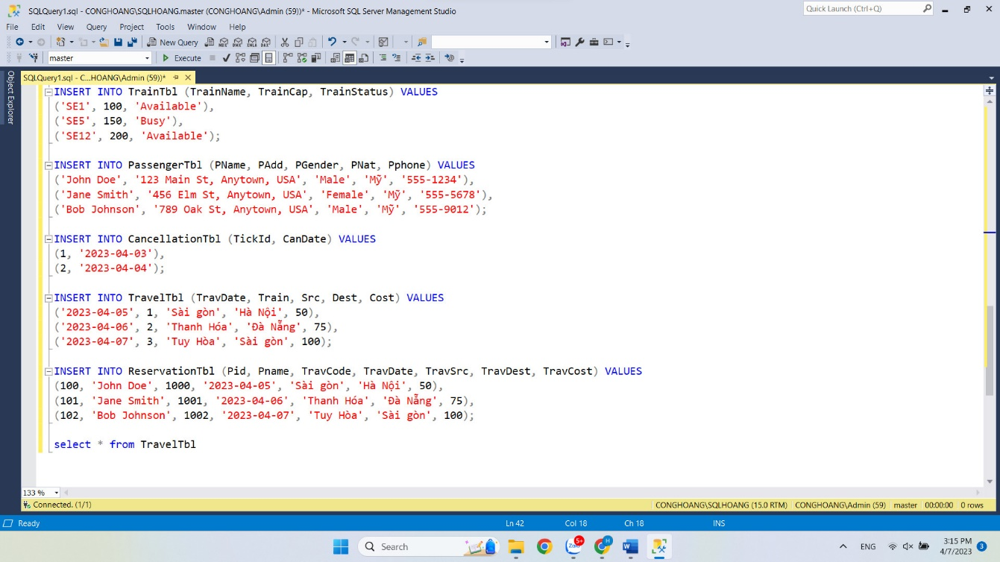 SQLQuery1.sql - CONGHOANG\SQLHOANG.master (CONGHOANG\Admin (59))* - Microsoft SQL Server Management Studio
Quick Launch (Ctrl+Q)
File Edit View Query Project Tools Window Help
New Query MDX DMX XMLA DAX
master Execute
Object Explorer
SQLQuery1.sql - C...HOANG\Admin (59))*
INSERT INTO TrainTbl (TrainName, TrainCap, TrainStatus) VALUES
('SE1', 100, 'Available'),
('SE5', 150, 'Busy'),
('SE12', 200, 'Available');
INSERT INTO PassengerTbl (PName, PAdd, PGender, PNat, Pphone) VALUES
('John Doe', '123 Main St, Anytown, USA', 'Male', 'Mỹ', '555-1234'),
('Jane Smith', '456 Elm St, Anytown, USA', 'Female', 'Mỹ', '555-5678'),
('Bob Johnson', '789 Oak St, Anytown, USA', 'Male', 'Mỹ', '555-9012');
INSERT INTO CancellationTbl (TickId, CanDate) VALUES
(1, '2023-04-03'),
(2, '2023-04-04');
INSERT INTO TravelTbl (TravDate, Train, Src, Dest, Cost) VALUES
('2023-04-05', 1, 'Sài gòn', 'Hà Nội', 50),
('2023-04-06', 2, 'Thanh Hóa', 'Đà Nẵng', 75),
('2023-04-07', 3, 'Tuy Hòa', 'Sài gòn', 100);
INSERT INTO ReservationTbl (Pid, Pname, TravCode, TravDate, TravSrc, TravDest, TravCost) VALUES
(100, 'John Doe', 1000, '2023-04-05', 'Sài gòn', 'Hà Nội', 50),
(101, 'Jane Smith', 1001, '2023-04-06', 'Thanh Hóa', 'Đà Nẵng', 75),
(102, 'Bob Johnson', 1002, '2023-04-07', 'Tuy Hòa', 'Sài gòn', 100);
select * from TravelTbl
133 %
Connected. (1/1) CONGHOANG\SQLHOANG (15.0 RTM) CONGHOANG\Admin (59) master 00:00:00 0 rows
Ready Ln 42 Col 18 Ch 18 INS
Search Zalo 5+ H W ENG 3:15 PM
4/7/2023 3